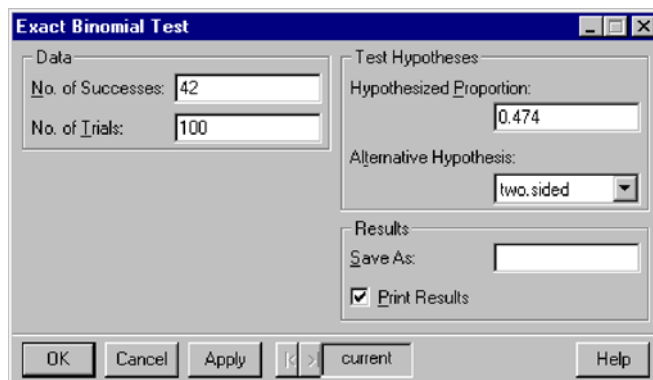 Exact Binomial Test
Data
No. of Successes: 42
No. of Trials: 100
Test Hypotheses
Hypothesized Proportion:
0.474
Alternative Hypothesis:
two.sided
Results
Save As:
Print Results
OK Cancel Apply current Help